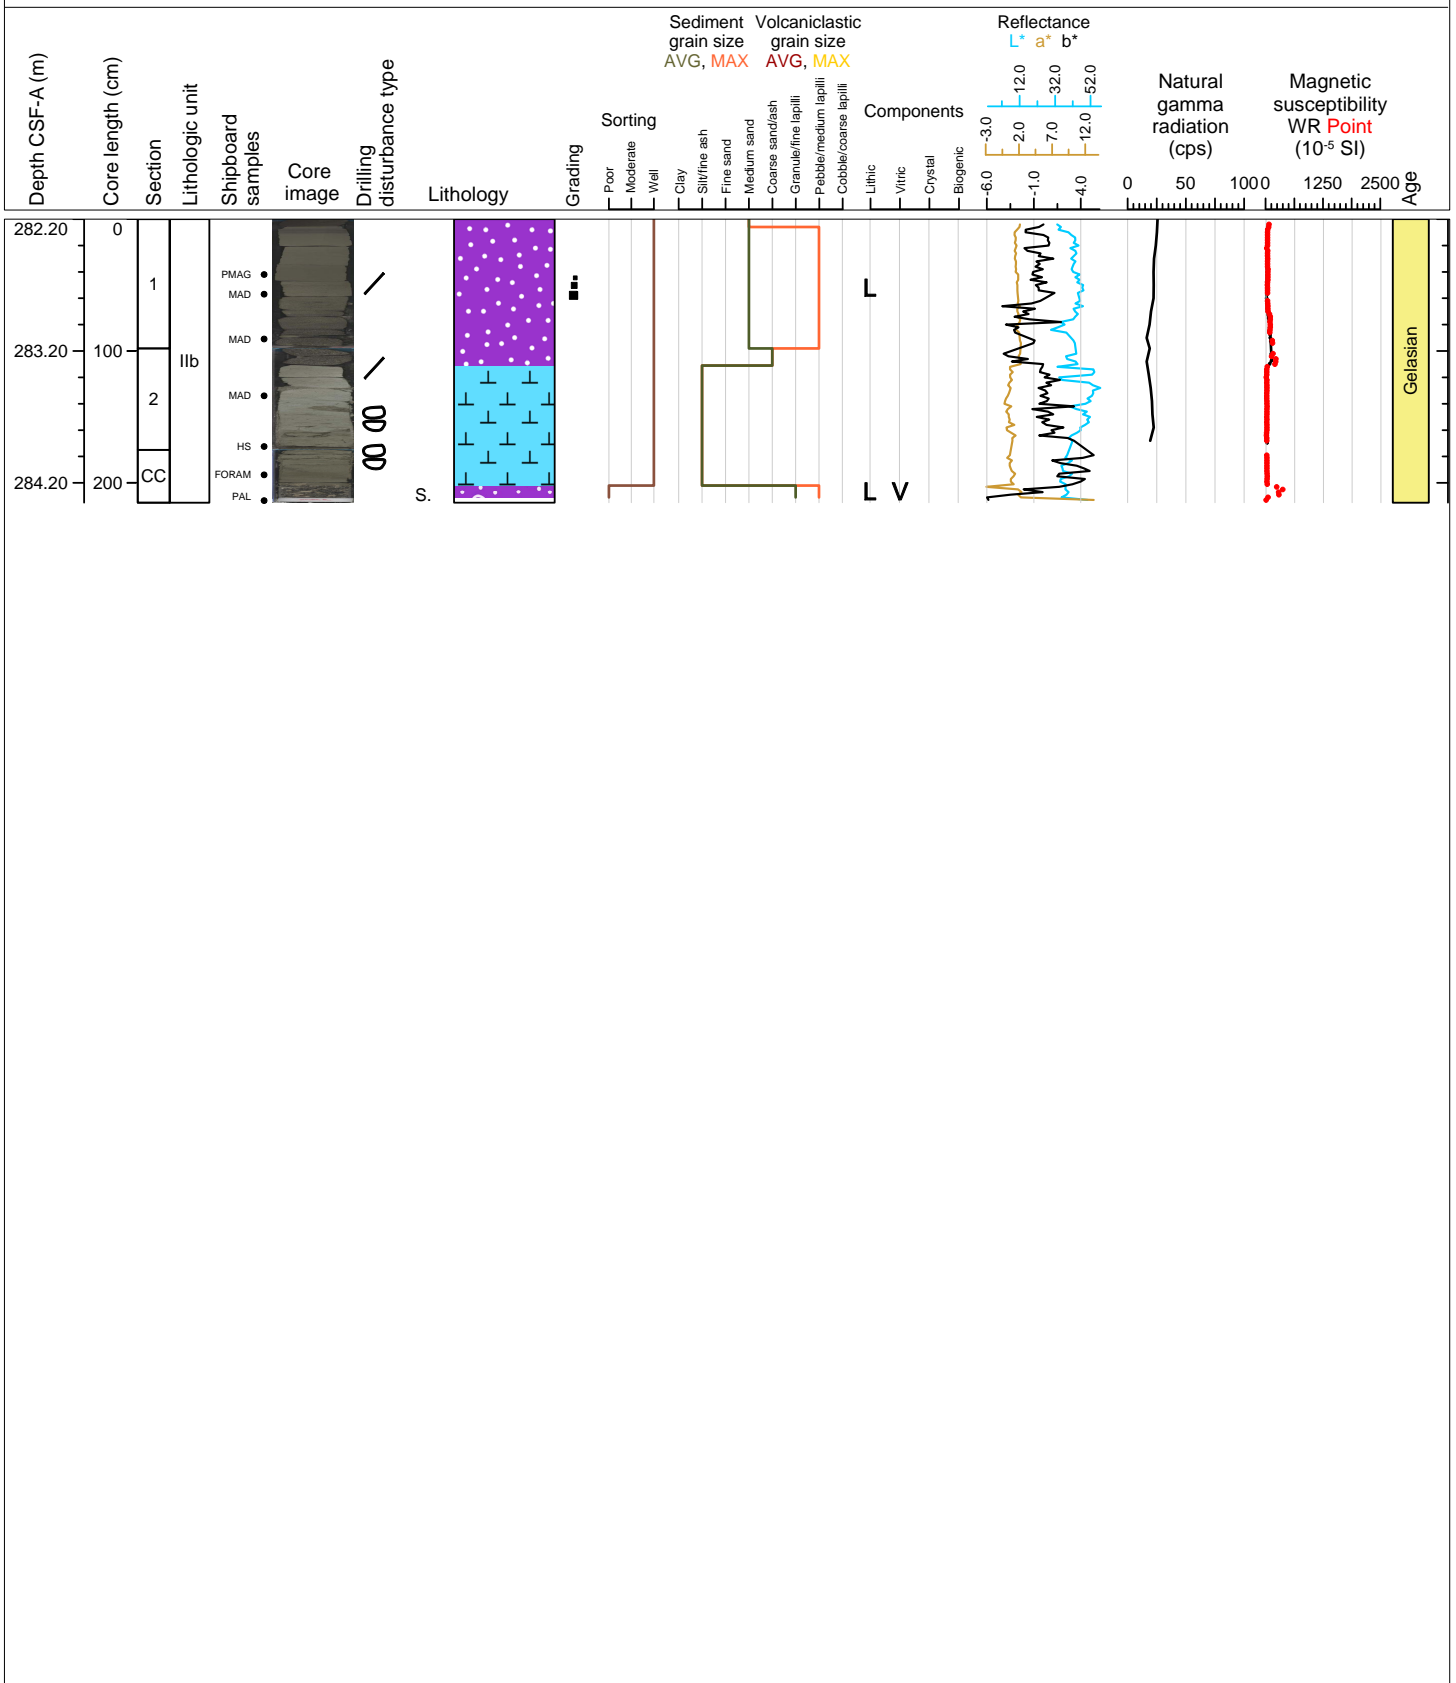 Depth CSF-A (m)
Core length (cm)
Section
Lithologic unit
Shipboard
samples
Core
image
Drilling
disturbance type
Lithology
Grading
Sorting
Poor
Moderate
Well
Sediment
grain size
AVG, MAX
Volcaniclastic
grain size
AVG, MAX
Clay
Silt/fine ash
Fine sand
Medium sand
Coarse sand/ash
Granule/fine lapilli
Pebble/medium lapilli
Cobble/coarse lapilli
Components
Lithic
Vitric
Crystal
Biogenic
Reflectance
L* a* b*
12.0 32.0 52.0
-3.0 2.0 7.0 12.0
-6.0 -1.0 4.0
Natural
gamma
radiation
(cps)
0 50 100
Magnetic
susceptibility
WR Point
(10-5 SI)
0 1250 2500
Age
282.20 0
283.20 100
284.20 200
1
2
CC
IIb
PMAG
MAD
MAD
MAD
HS
FORAM
PAL
S.
L
L V
Gelasian